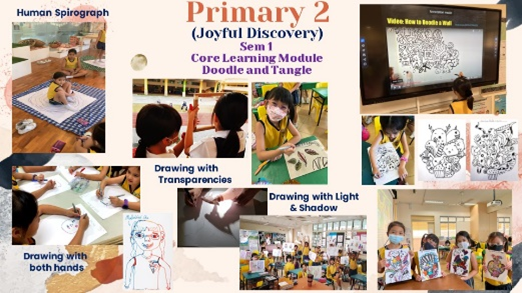 Human Spirograph
Primary 2
(Joyful Discovery)
Sem 1
Core Learning Module
Doodle and Tangle
Video: How to Doodle a Wall
Drawing with
Transparencies
Drawing with Light
& Shadow
Drawing with
both hands